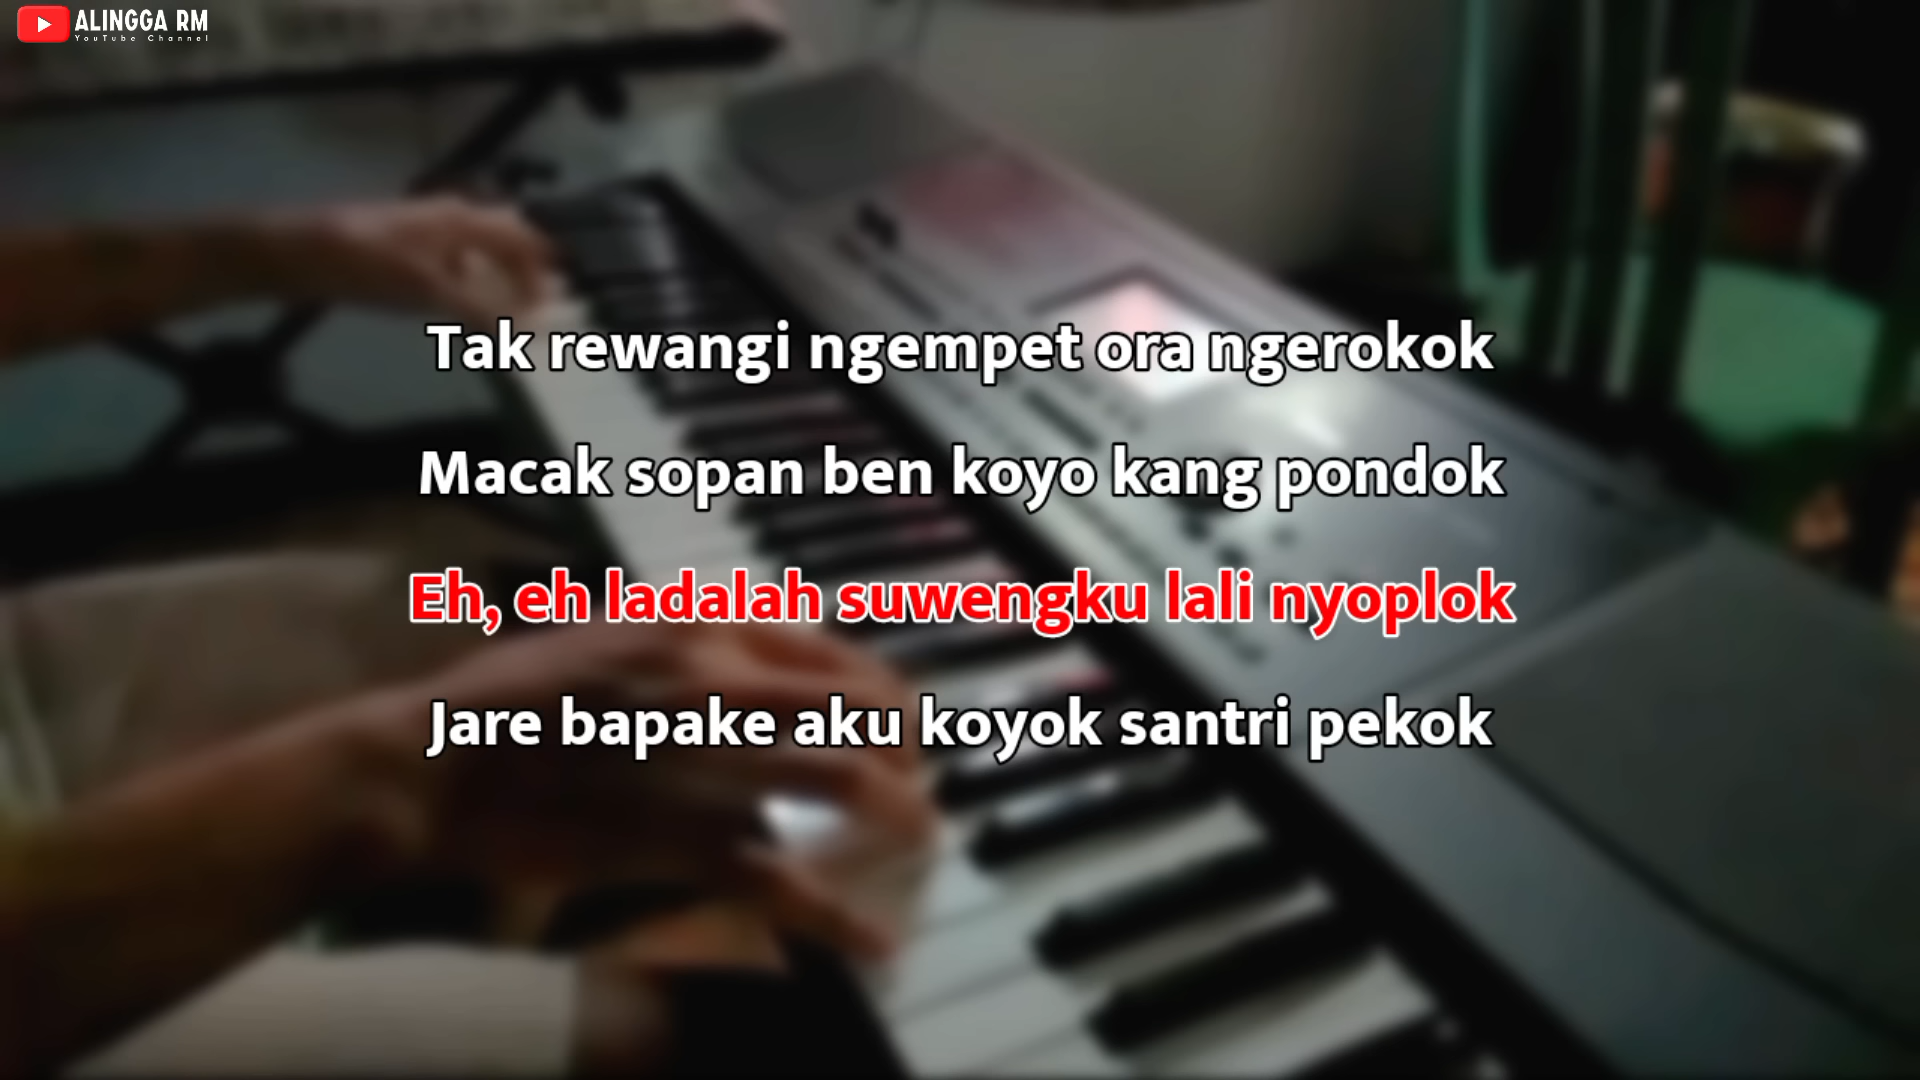 ALINGGA RM
YouTube Channel
Tak rewangi ngempet ora ngerokok
Macak sopan ben koyo kang pondok
Eh, eh ladalah suwengku lali nyoplok
Jare bapake aku koyok santri pekok